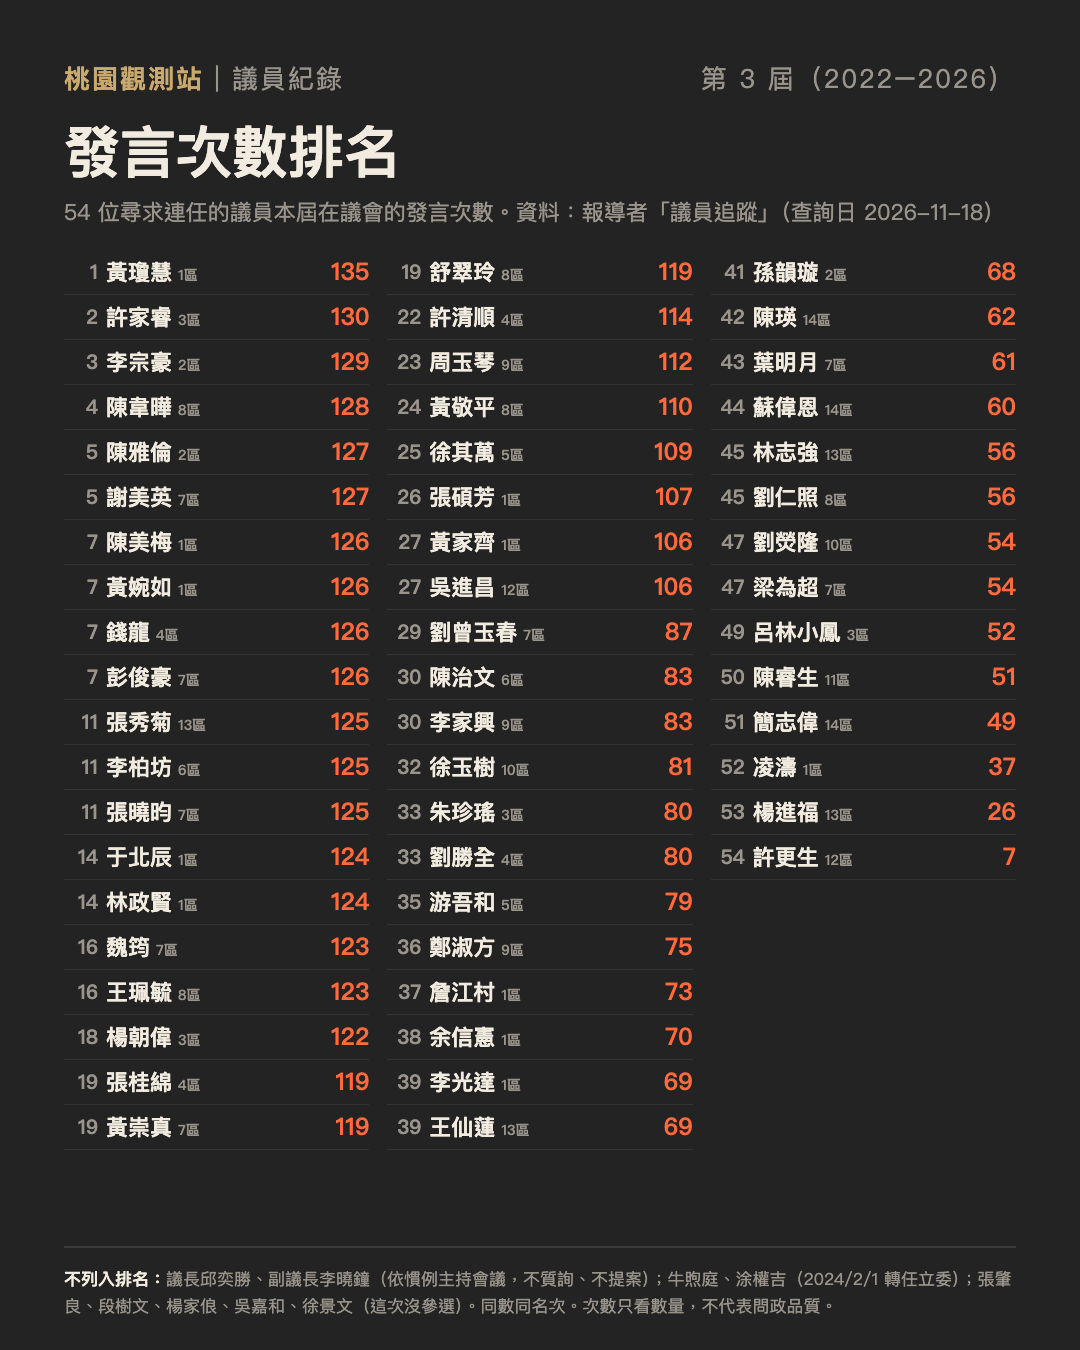 桃園觀測站｜議員紀錄
第 3 屆（2022－2026）
發言次數排名
54 位尋求連任的議員本屆在議會的發言次數。資料：報導者「議員追蹤」（查詢日 2026–11–18）
1 黃瓊慧 1區 135
2 許家睿 3區 130
3 李宗豪 2區 129
4 陳韋曄 8區 128
5 陳雅倫 2區 127
5 謝美英 7區 127
7 陳美梅 1區 126
7 黃婉如 1區 126
7 錢龍 4區 126
7 彭俊豪 7區 126
11 張秀菊 13區 125
11 李柏坊 6區 125
11 張曉昀 7區 125
14 于北辰 1區 124
14 林政賢 1區 124
16 魏筠 7區 123
16 王珮毓 8區 123
18 楊朝偉 3區 122
19 張桂綿 4區 119
19 黃崇真 7區 119
19 舒翠玲 8區 119
22 許清順 4區 114
23 周玉琴 9區 112
24 黃敬平 8區 110
25 徐其萬 5區 109
26 張碩芳 1區 107
27 黃家齊 1區 106
27 吳進昌 12區 106
29 劉曾玉春 7區 87
30 陳治文 6區 83
30 李家興 9區 83
32 徐玉樹 10區 81
33 朱珍瑤 3區 80
33 劉勝全 4區 80
35 游吾和 5區 79
36 鄭淑方 9區 75
37 詹江村 1區 73
38 余信憲 1區 70
39 李光達 1區 69
39 王仙蓮 13區 69
41 孫韻璇 2區 68
42 陳瑛 14區 62
43 葉明月 7區 61
44 蘇偉恩 14區 60
45 林志強 13區 56
45 劉仁照 8區 56
47 劉熒隆 10區 54
47 梁為超 7區 54
49 呂林小鳳 3區 52
50 陳睿生 11區 51
51 簡志偉 14區 49
52 凌濤 1區 37
53 楊進福 13區 26
54 許更生 12區 7
不列入排名：議長邱奕勝、副議長李曉鐘（依慣例主持會議，不質詢、不提案）；牛煦庭、涂權吉（2024/2/1 轉任立委）；張肇
良、段樹文、楊家俍、吳嘉和、徐景文（這次沒參選）。同數同名次。次數只看數量，不代表問政品質。